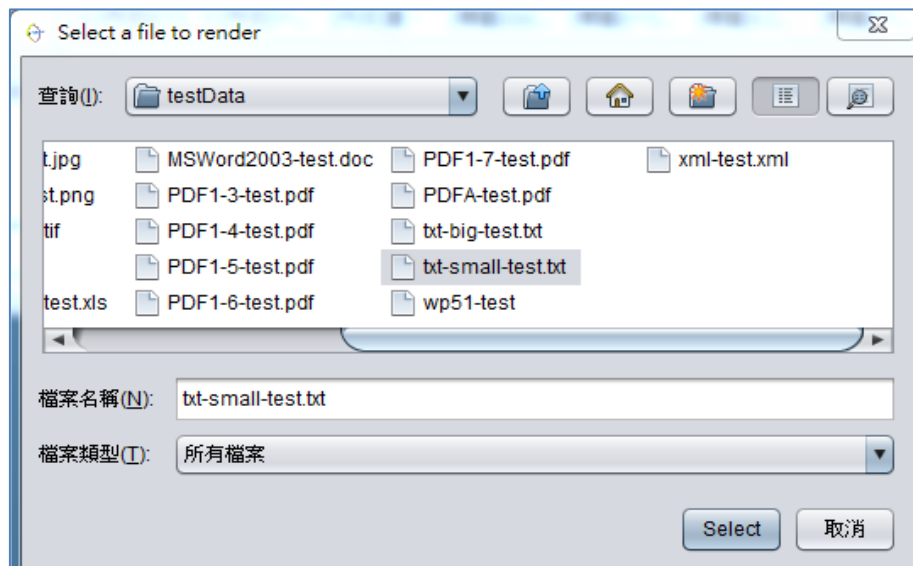 Select a file to render
查詢(I): testData
t.jpg MSWord2003-test.doc PDF1-7-test.pdf xml-test.xml
st.png PDF1-3-test.pdf PDFA-test.pdf
tif PDF1-4-test.pdf txt-big-test.txt
PDF1-5-test.pdf txt-small-test.txt
test.xls PDF1-6-test.pdf wp51-test
檔案名稱(N): txt-small-test.txt
檔案類型(T): 所有檔案
Select 取消